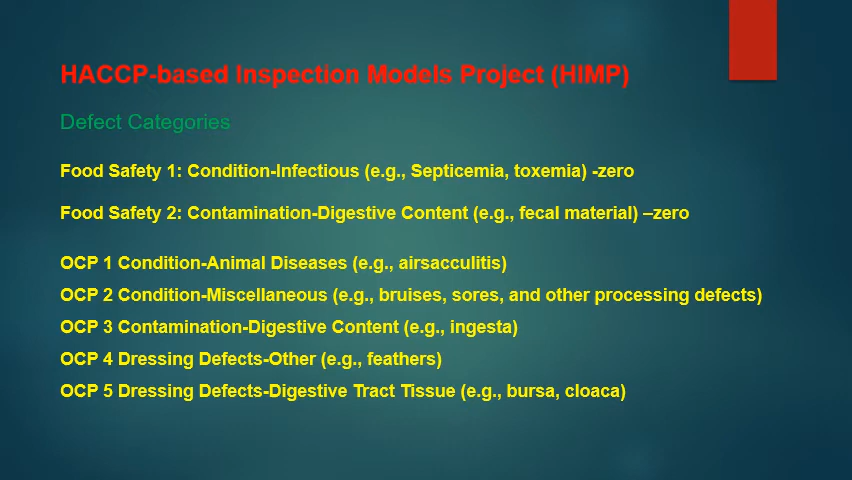 HACCP-based Inspection Models Project (HIMP)
Defect Categories
Food Safety 1: Condition-Infectious (e.g., Septicemia, toxemia) -zero
Food Safety 2: Contamination-Digestive Content (e.g., fecal material) –zero
OCP 1 Condition-Animal Diseases (e.g., airsacculitis)
OCP 2 Condition-Miscellaneous (e.g., bruises, sores, and other processing defects)
OCP 3 Contamination-Digestive Content (e.g., ingesta)
OCP 4 Dressing Defects-Other (e.g., feathers)
OCP 5 Dressing Defects-Digestive Tract Tissue (e.g., bursa, cloaca)